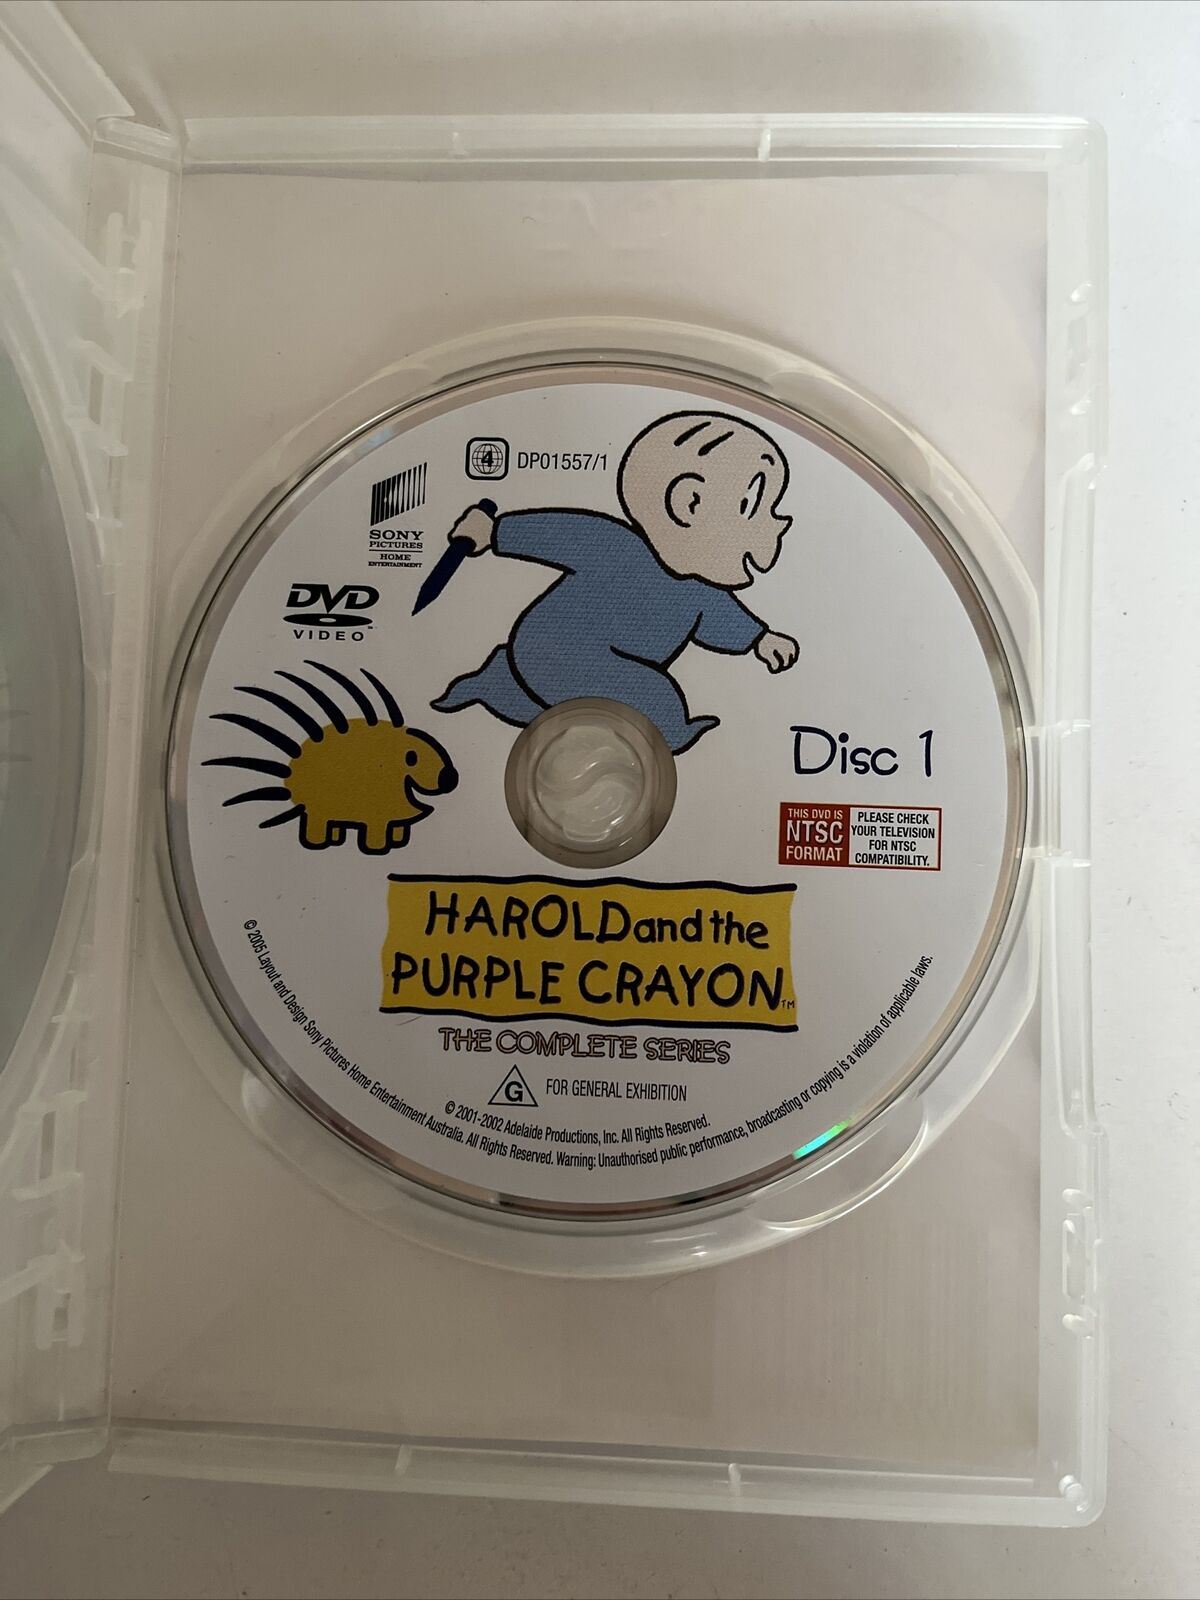 4 DP01557/1
SONY
PICTURES
HOME
ENTERTAINMENT
DVD
VIDEO
Disc 1
THIS DVD IS
NTSC
FORMAT
PLEASE CHECK
YOUR TELEVISION
FOR NTSC
COMPATIBILITY.
HAROLD and the
PURPLE CRAYON™
THE COMPLETE SERIES
G FOR GENERAL EXHIBITION
© 2001-2002 Adelaide Productions, Inc. All Rights Reserved.
© 2005 Layout and Design Sony Pictures Home Entertainment Australia. All Rights Reserved. Warning: Unauthorised public performance, broadcasting or copying is a violation of applicable laws.